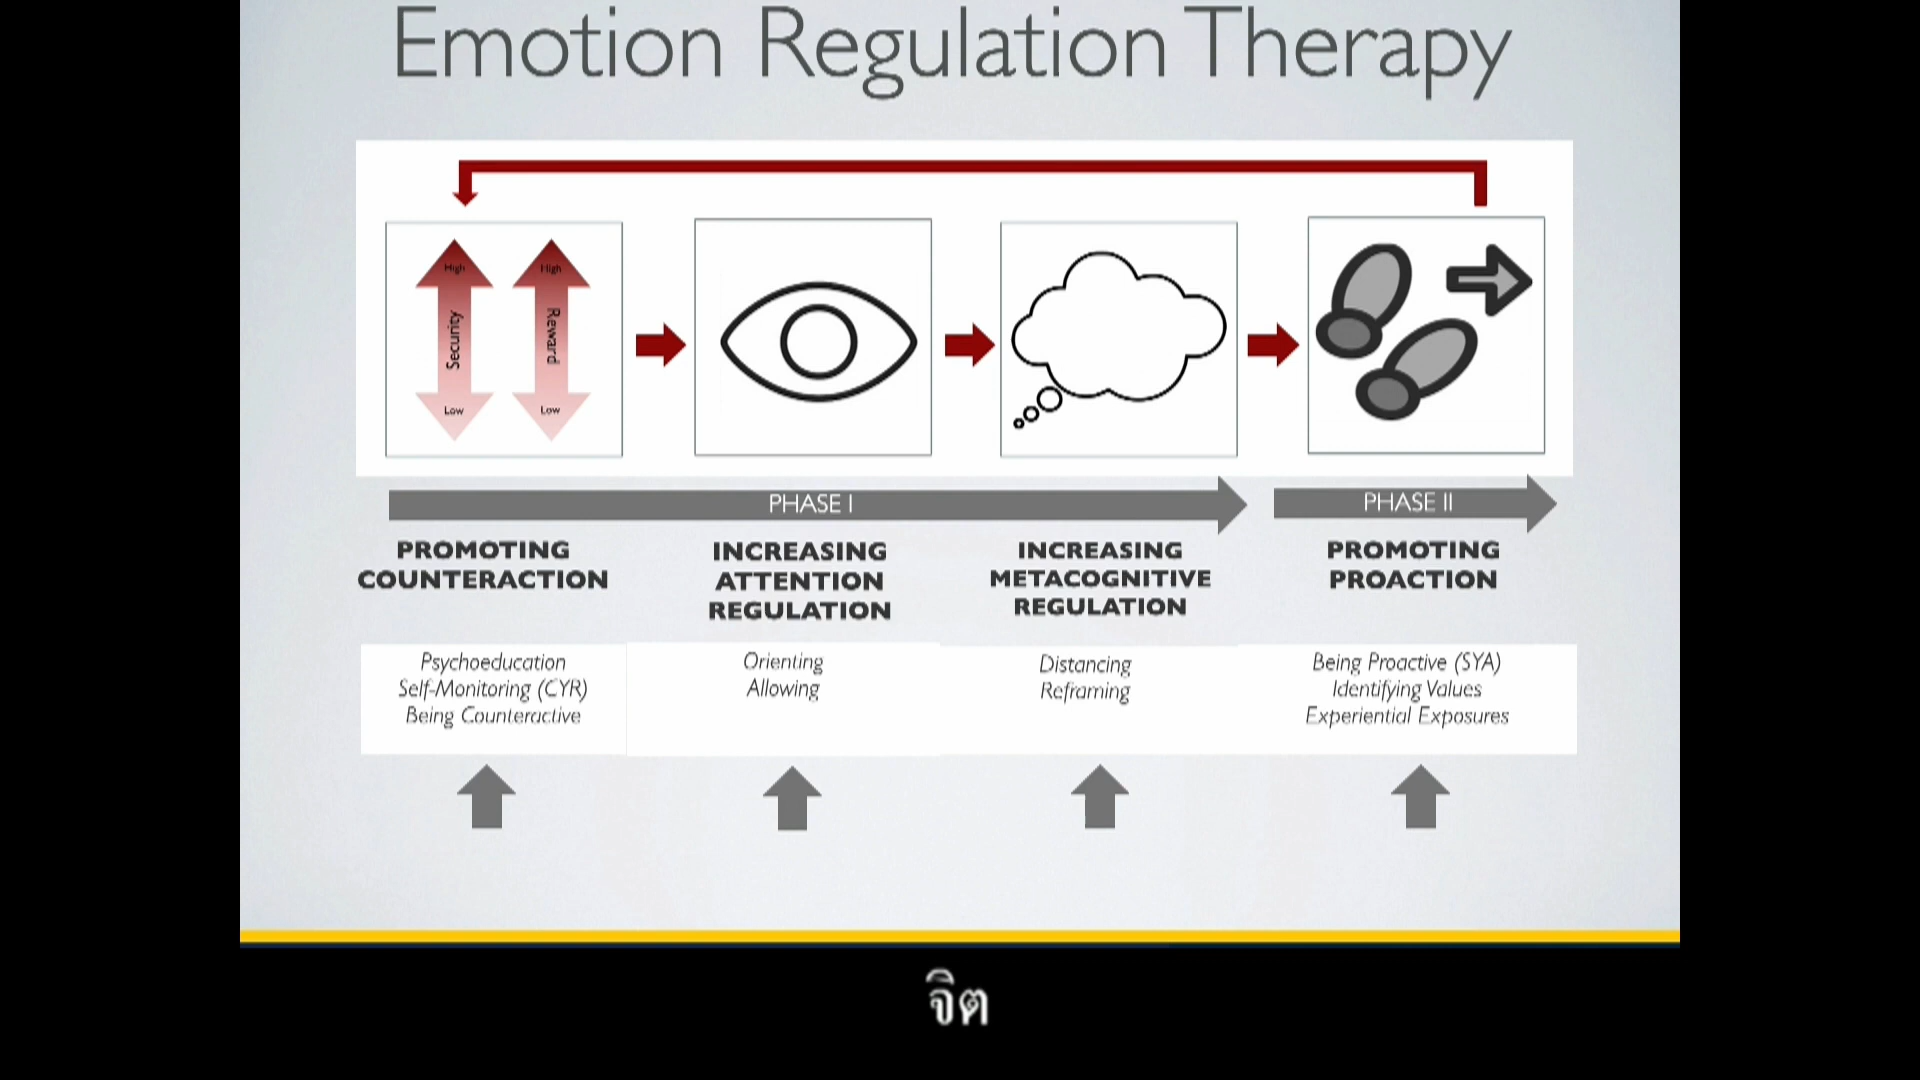 Emotion Regulation Therapy
High
High
Security
Reward
Low
Low
PHASE I
PHASE II
PROMOTING
COUNTERACTION
INCREASING
ATTENTION
REGULATION
INCREASING
METACOGNITIVE
REGULATION
PROMOTING
PROACTION
Psychoeducation
Self-Monitoring (CYR)
Being Counteractive
Orienting
Allowing
Distancing
Reframing
Being Proactive (SYA)
Identifying Values
Experiential Exposures
จิต